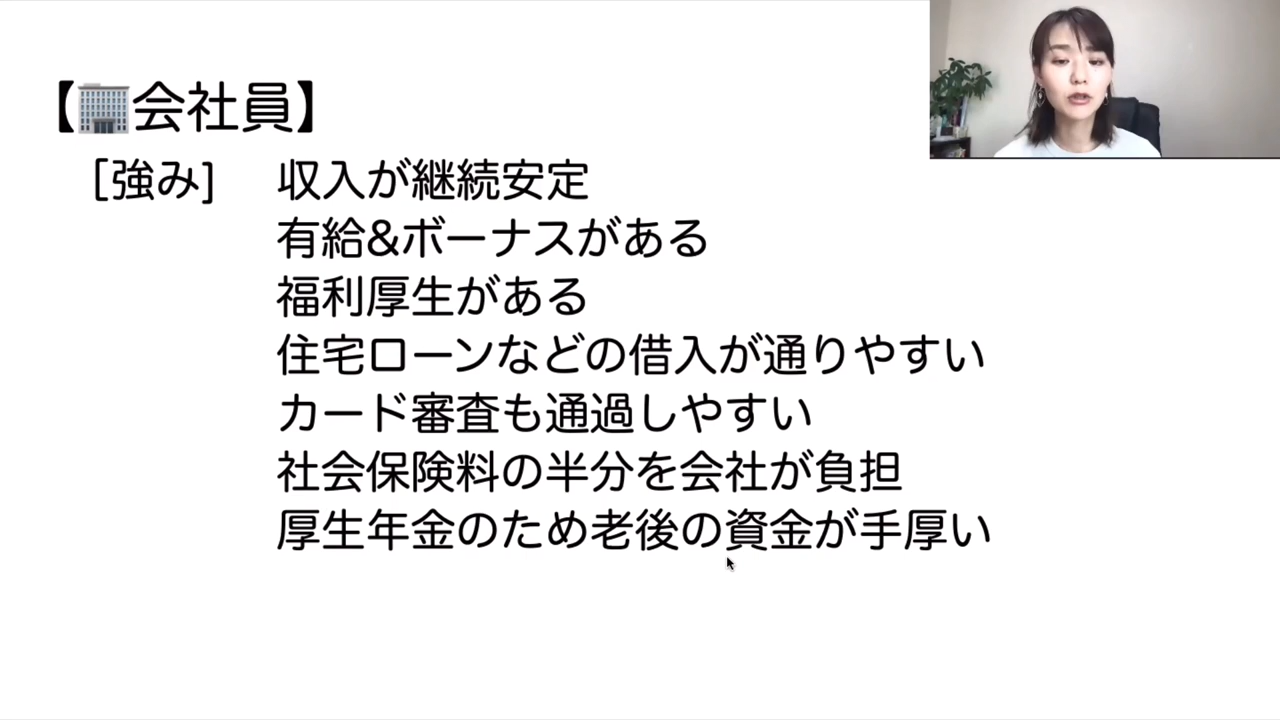 【🏢会社員】
[強み] 収入が継続安定
有給&ボーナスがある
福利厚生がある
住宅ローンなどの借入が通りやすい
カード審査も通過しやすい
社会保険料の半分を会社が負担
厚生年金のため老後の資金が手厚い